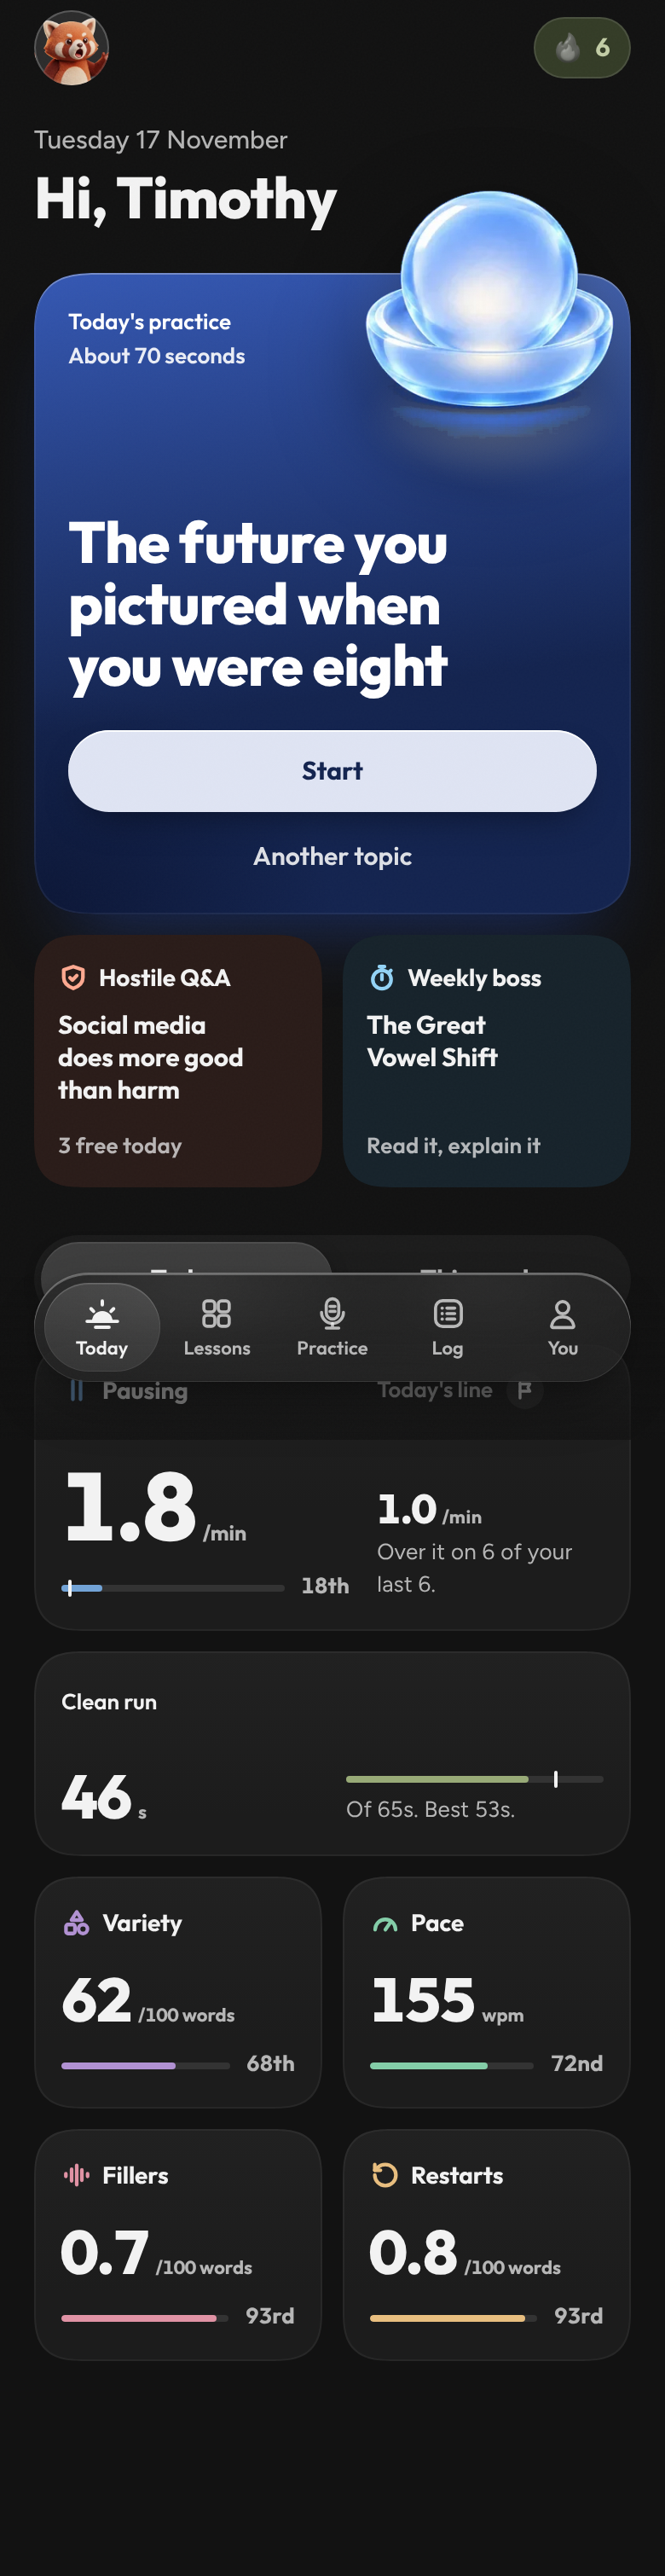 6
Tuesday 17 November
Hi, Timothy
Today's practice
About 70 seconds
The future you
pictured when
you were eight
Start
Another topic
Hostile Q&A
Social media
does more good
than harm
3 free today
Weekly boss
The Great
Vowel Shift
Read it, explain it
Today
Lessons
Practice
Log
You
Pausing
Today's line
1.8 /min
18th
1.0 /min
Over it on 6 of your
last 6.
Clean run
46 s
Of 65s. Best 53s.
Variety
62 /100 words
68th
Pace
155 wpm
72nd
Fillers
0.7 /100 words
93rd
Restarts
0.8 /100 words
93rd